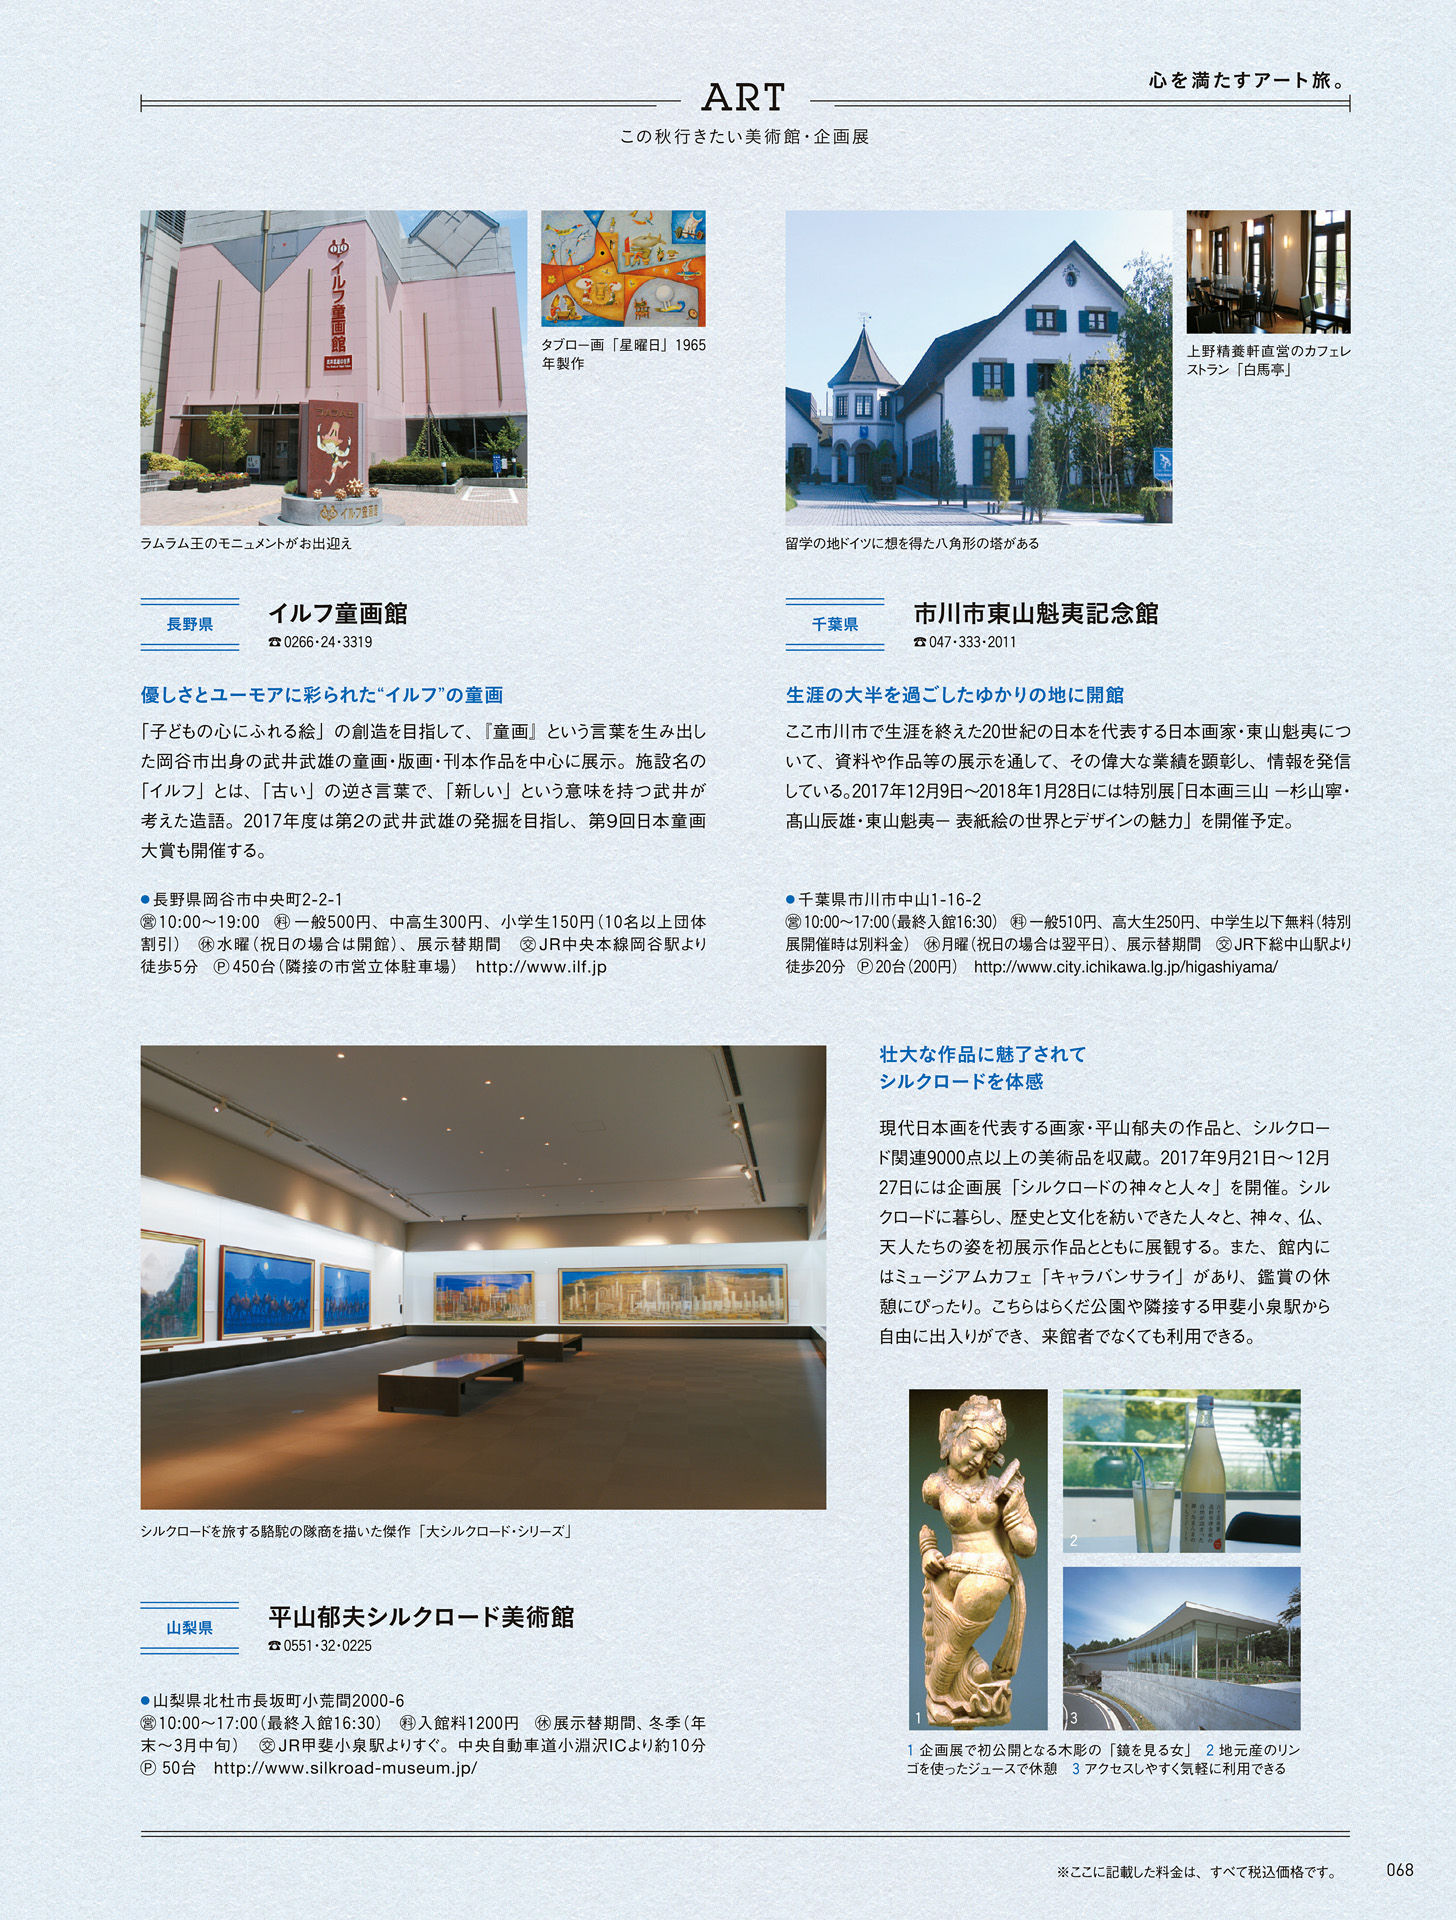 心を満たすアート旅。
ART
この秋行きたい美術館・企画展
イルフ童画館
イルフ童画館
タブロー画「星曜日」1965
年製作
上野精養軒直営のカフェレ
ストラン「白馬亭」
ラムラム王のモニュメントがお出迎え
留学の地ドイツに想を得た八角形の塔がある
長野県
イルフ童画館
☎0266・24・3319
優しさとユーモアに彩られた“イルフ”の童画
「子どもの心にふれる絵」の創造を目指して、『童画』という言葉を生み出し
た岡谷市出身の武井武雄の童画・版画・刊本作品を中心に展示。施設名の
「イルフ」とは、「古い」の逆さ言葉で、「新しい」という意味を持つ武井が
考えた造語。2017年度は第2の武井武雄の発掘を目指し、第9回日本童画
大賞も開催する。
●長野県岡谷市中央町2-2-1
㊂10:00〜19:00 ㊂一般500円、中高生300円、小学生150円（10名以上団体
割引） ㊡水曜（祝日の場合は開館）、展示替期間 交JR中央本線岡谷駅より
徒歩5分 Ⓟ450台（隣接の市営立体駐車場） http://www.ilf.jp
千葉県
市川市東山魁夷記念館
☎047・333・2011
生涯の大半を過ごしたゆかりの地に開館
ここ市川市で生涯を終えた20世紀の日本を代表する日本画家・東山魁夷につ
いて、資料や作品等の展示を通して、その偉大な業績を顕彰し、情報を発信
している。2017年12月9日〜2018年1月28日には特別展「日本画三山 ー杉山寧・
髙山辰雄・東山魁夷ー 表紙絵の世界とデザインの魅力」を開催予定。
●千葉県市川市中山1-16-2
営10:00〜17:00（最終入館16:30） 料一般510円、高大生250円、中学生以下無料（特別
展開催時は別料金） ㊡月曜（祝日の場合は翌平日）、展示替期間 交JR下総中山駅より
徒歩20分 Ⓟ20台（200円） http://www.city.ichikawa.lg.jp/higashiyama/
壮大な作品に魅了されて
シルクロードを体感
現代日本画を代表する画家・平山郁夫の作品と、シルクロー
ド関連9000点以上の美術品を収蔵。2017年9月21日〜12月
27日には企画展「シルクロードの神々と人々」を開催。シル
クロードに暮らし、歴史と文化を紡いできた人々と、神々、仏、
天人たちの姿を初展示作品とともに展観する。また、館内に
はミュージアムカフェ「キャラバンサライ」があり、鑑賞の休
憩にぴったり。こちらはらくだ公園や隣接する甲斐小泉駅から
自由に出入りができ、来館者でなくても利用できる。
シルクロードを旅する駱駝の隊商を描いた傑作「大シルクロード・シリーズ」
山梨県
平山郁夫シルクロード美術館
☎0551・32・0225
●山梨県北杜市長坂町小荒間2000-6
営10:00〜17:00（最終入館16:30） 料入館料1200円 ㊡展示替期間、冬季（年
末〜3月中旬） 交JR甲斐小泉駅よりすぐ。中央自動車道小淵沢ICより約10分
Ⓟ 50台 http://www.silkroad-museum.jp/
1
2
3
1 企画展で初公開となる木彫の「鏡を見る女」 2 地元産のリン
ゴを使ったジュースで休憩 3 アクセスしやすく気軽に利用できる
※ここに記載した料金は、すべて税込価格です。
068